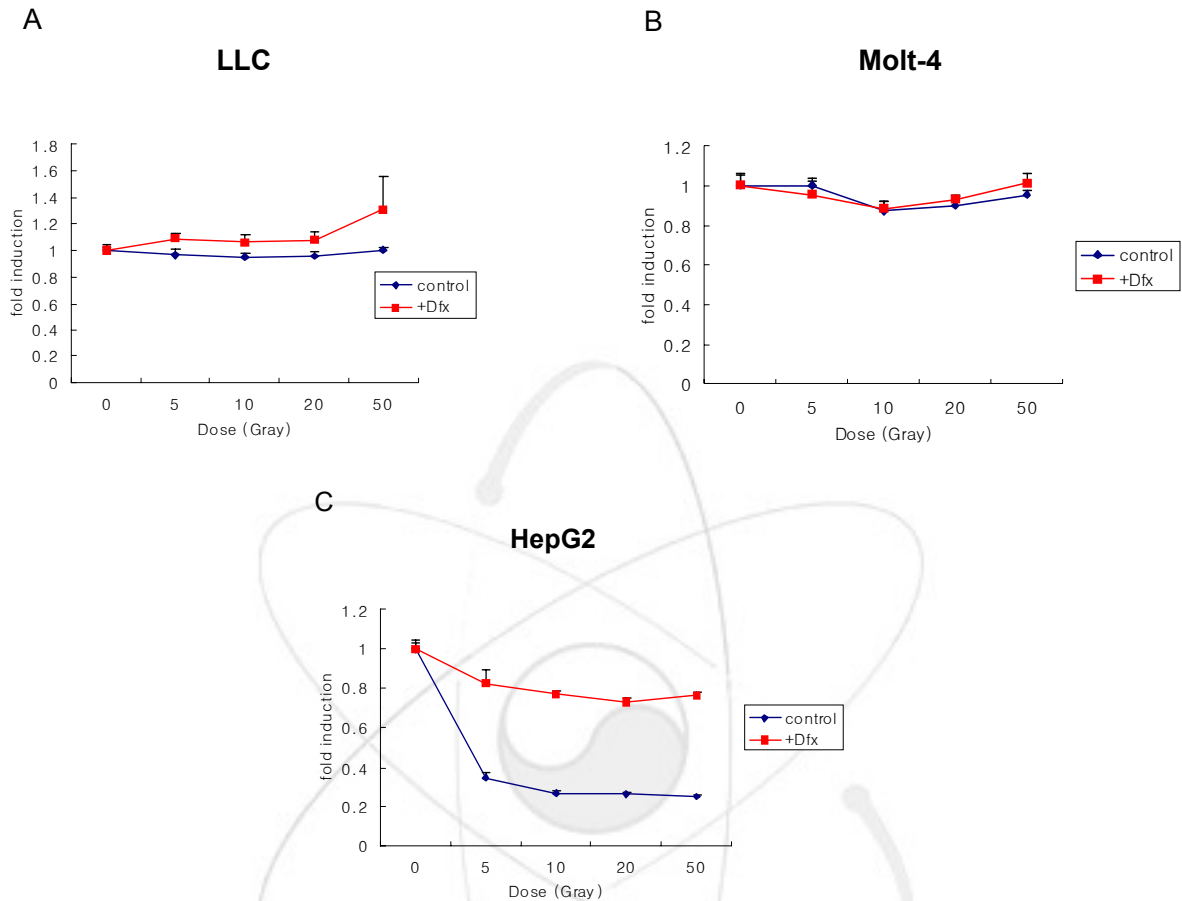 A
LLC
fold induction
1.8
1.6
1.4
1.2
1
0.8
0.6
0.4
0.2
0
0 5 10 20 50
Dose (Gray)
control
+Dfx
B
Molt-4
fold induction
1.2
1
0.8
0.6
0.4
0.2
0
0 5 10 20 50
Dose (Gray)
control
+Dfx
C
HepG2
fold induction
1.2
1
0.8
0.6
0.4
0.2
0
0 5 10 20 50
Dose (Gray)
control
+Dfx